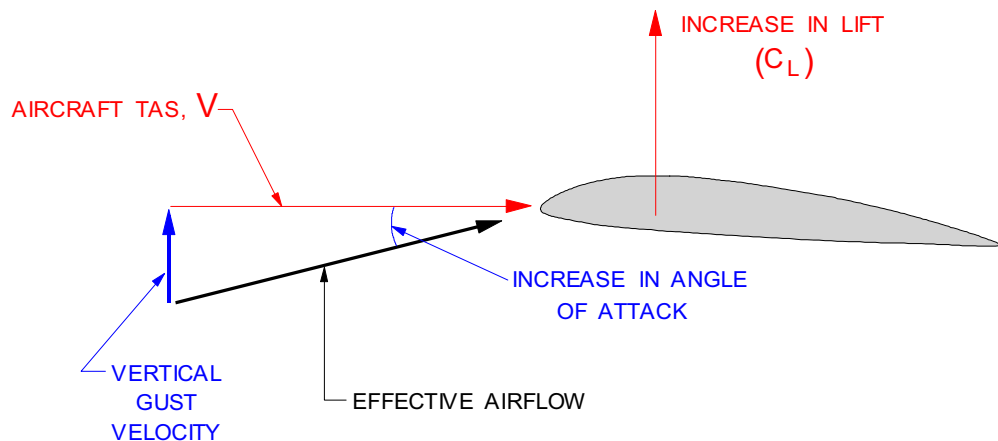 INCREASE IN LIFT
(CL)
AIRCRAFT TAS, V
INCREASE IN ANGLE
OF ATTACK
VERTICAL
GUST
VELOCITY
EFFECTIVE AIRFLOW